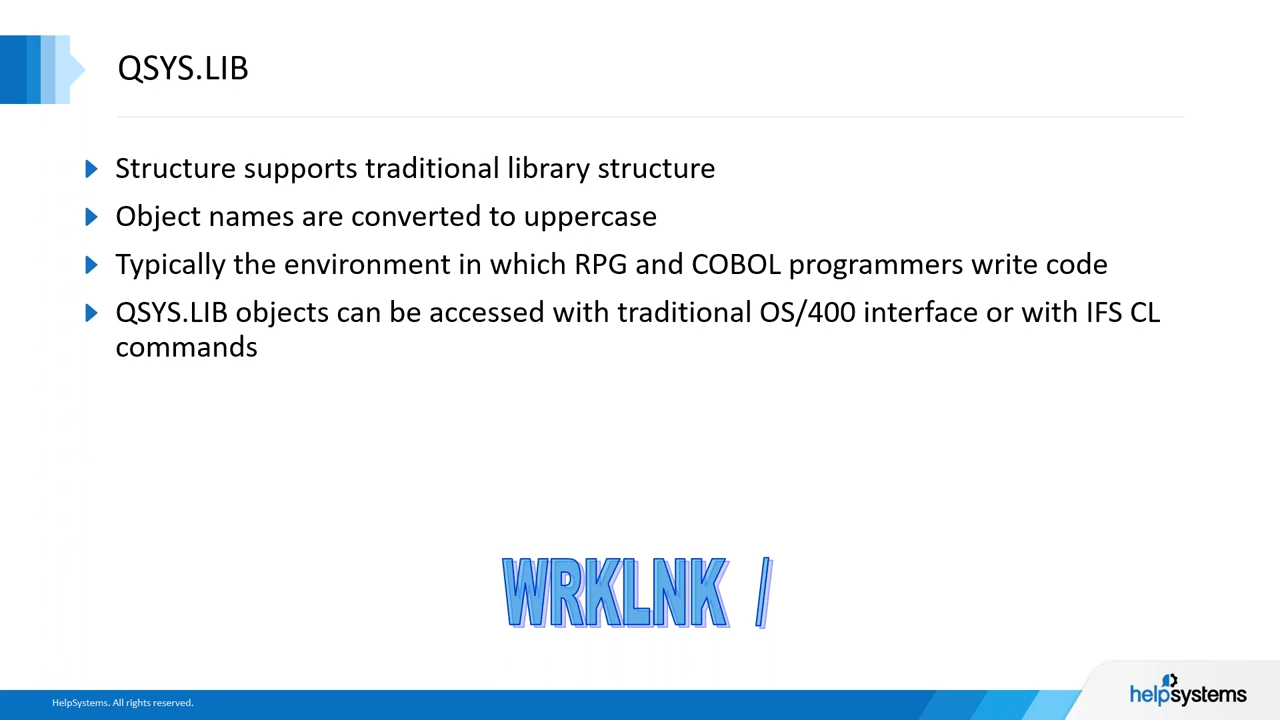 QSYS.LIB
Structure supports traditional library structure
Object names are converted to uppercase
Typically the environment in which RPG and COBOL programmers write code
QSYS.LIB objects can be accessed with traditional OS/400 interface or with IFS CL
commands
WRKLNK /
HelpSystems. All rights reserved.
helpsystems